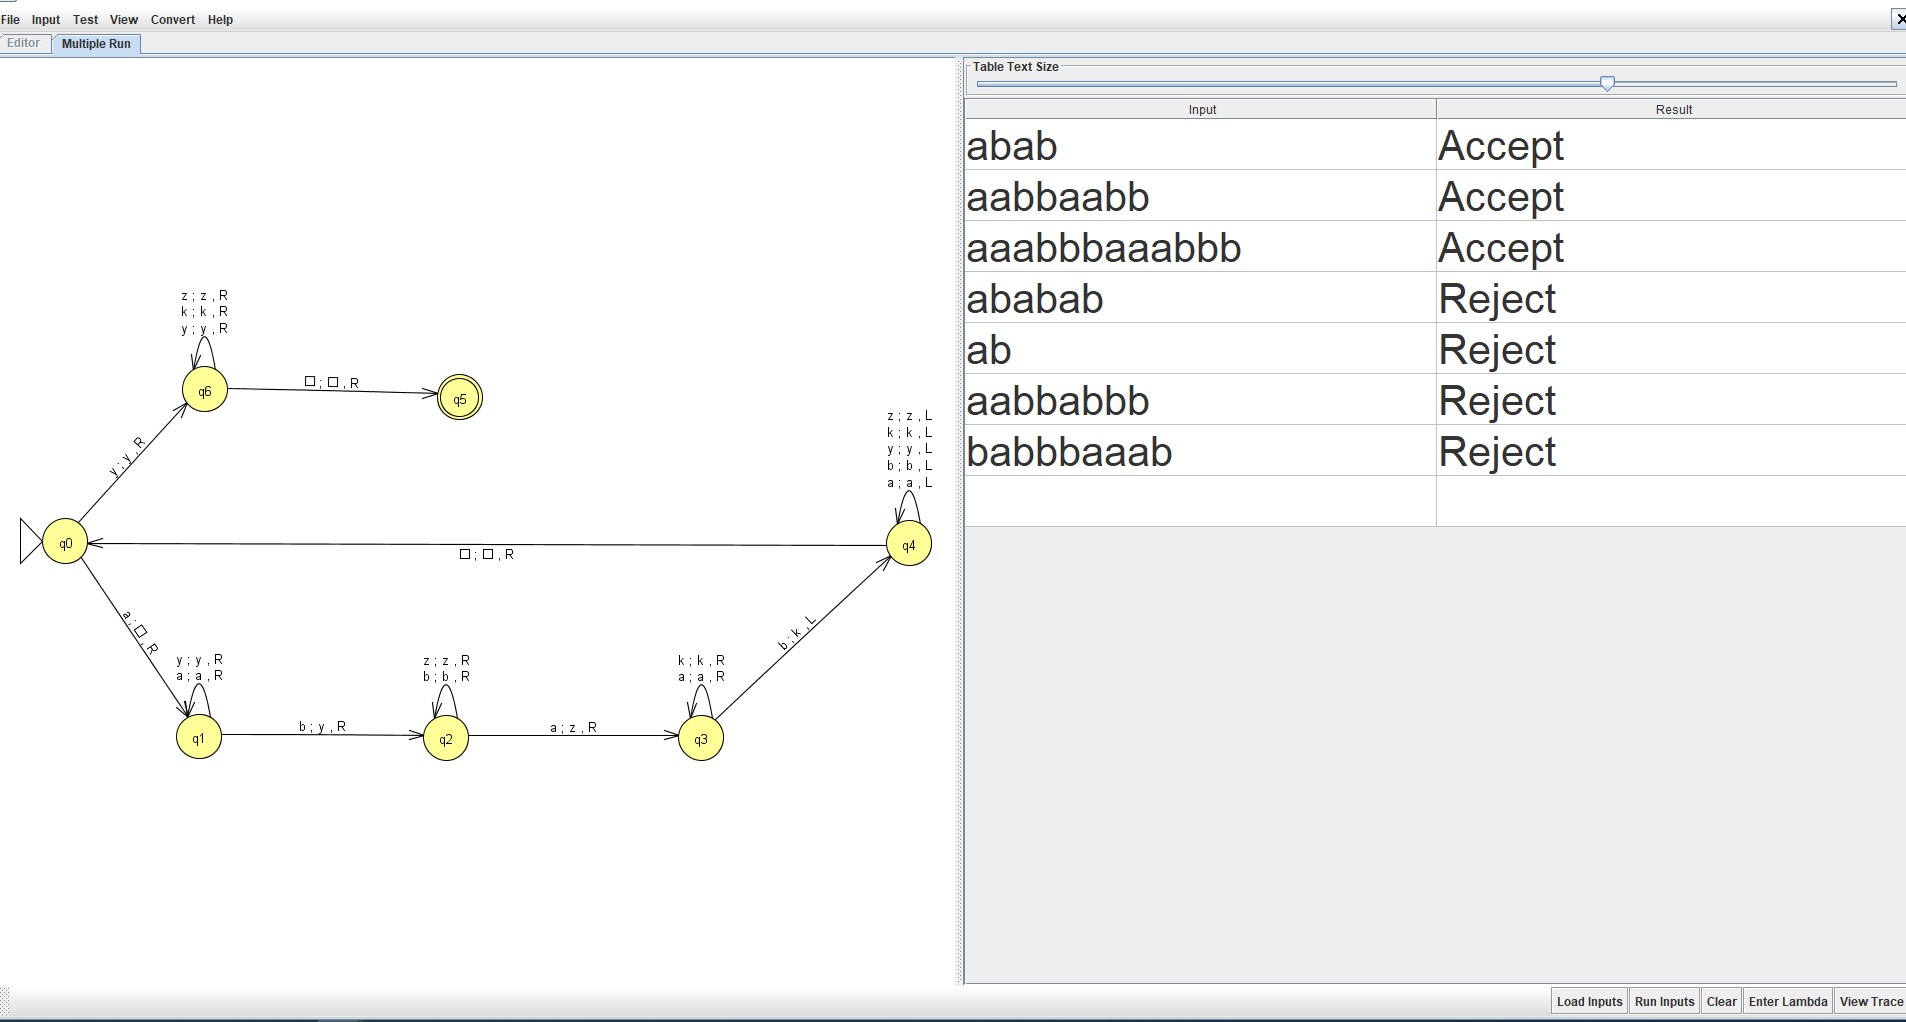 File Input Test View Convert Help
Editor Multiple Run
Table Text Size
Input Result
abab Accept
aabbaabb Accept
aaabbbaaabbb Accept
ababab Reject
ab Reject
aabbabbb Reject
babbbaaab Reject
z ; z , R
k ; k , R
y ; y , R
q6
□ ; □ , R
q5
y ; y , R
z ; z , L
k ; k , L
y ; y , L
b ; b , L
a ; a , L
q0
□ ; □ , R
q4
a ; □ , R
b ; k , L
y ; y , R
a ; a , R
z ; z , R
b ; b , R
k ; k , R
a ; a , R
q1
b ; y , R
q2
a ; z , R
q3
Load Inputs Run Inputs Clear Enter Lambda View Trace